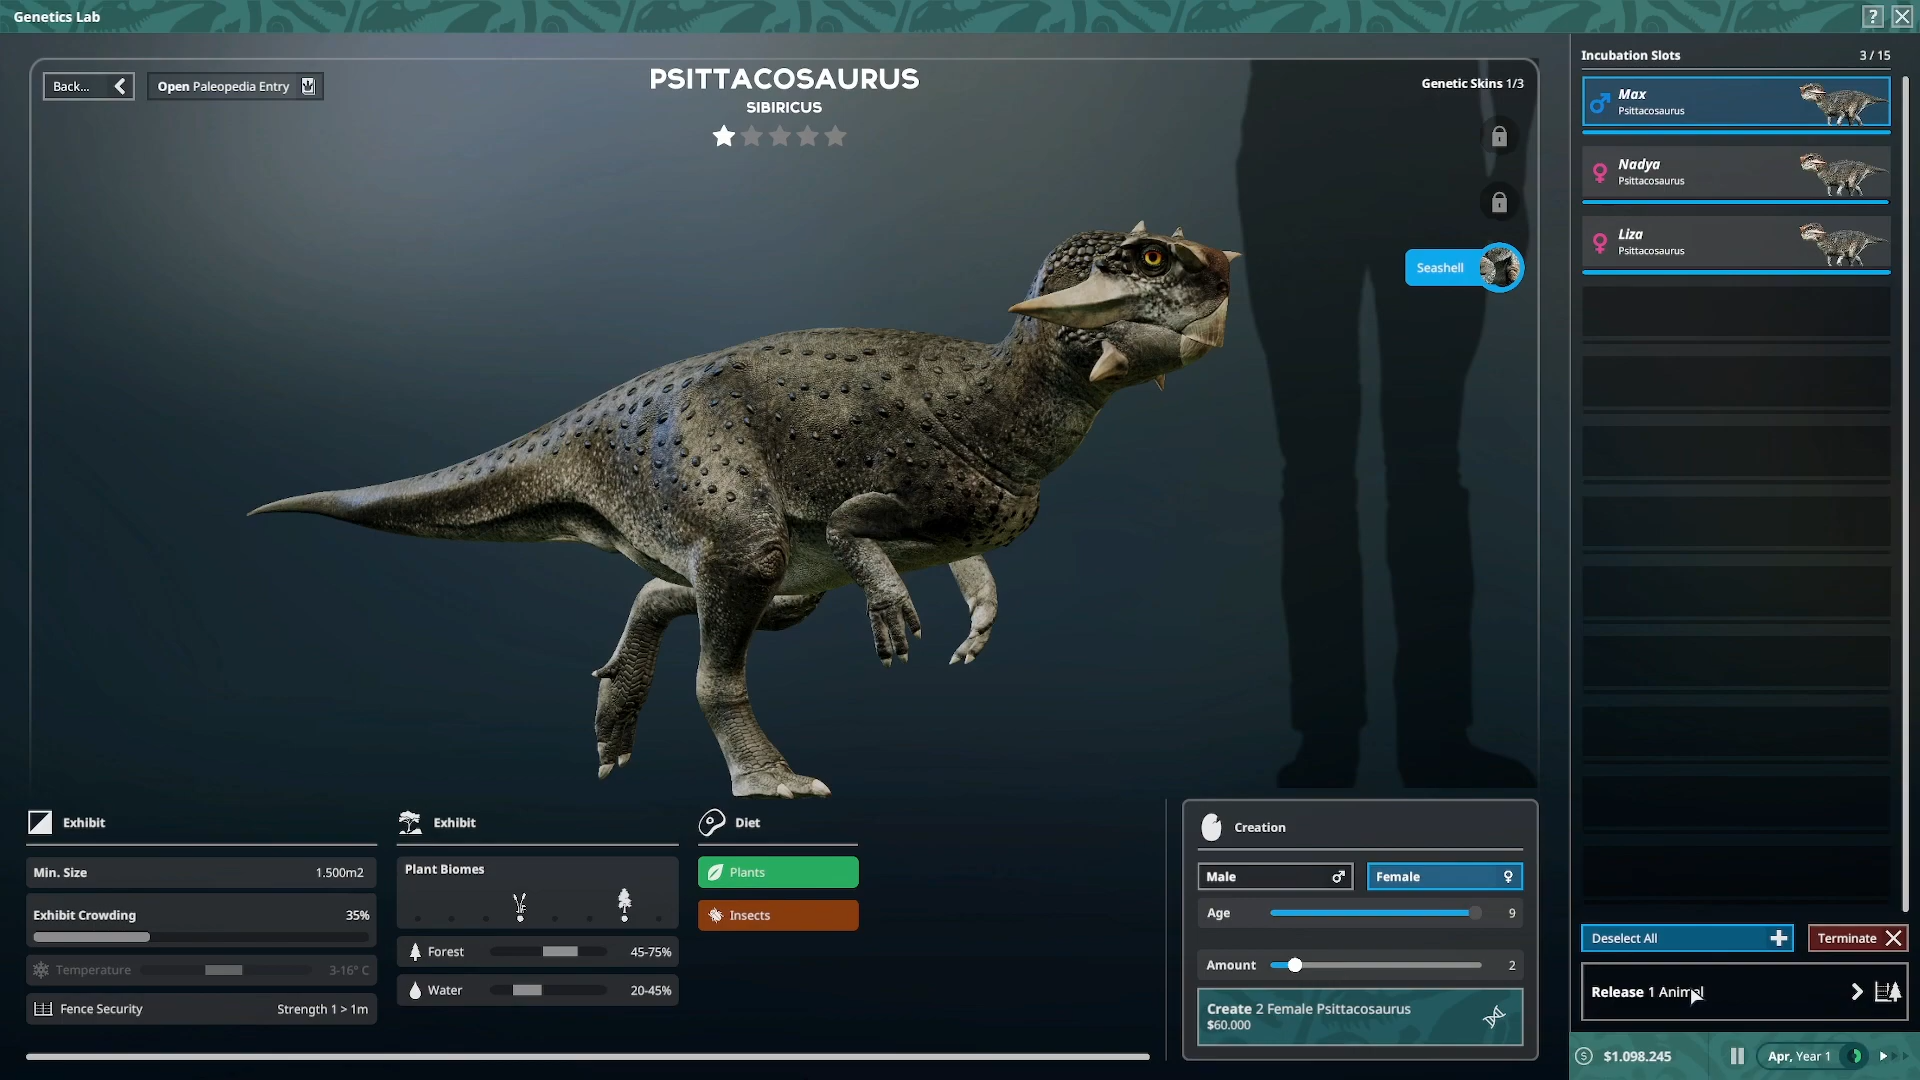 Genetics Lab
?
Back...
Open Paleopedia Entry
PSITTACOSAURUS
SIBIRICUS
Genetic Skins 1/3
Seashell
Incubation Slots
3 / 15
Max
Psittacosaurus
Nadya
Psittacosaurus
Liza
Psittacosaurus
Exhibit
Min. Size
1.500m2
Exhibit Crowding
35%
Temperature
3-16° C
Fence Security
Strength 1 > 1m
Exhibit
Plant Biomes
Forest
45-75%
Water
20-45%
Diet
Plants
Insects
Creation
Male
Female
Age
9
Amount
2
Create 2 Female Psittacosaurus
$60.000
Deselect All
Terminate
Release 1 Animal
$1.098.245
Apr, Year 1